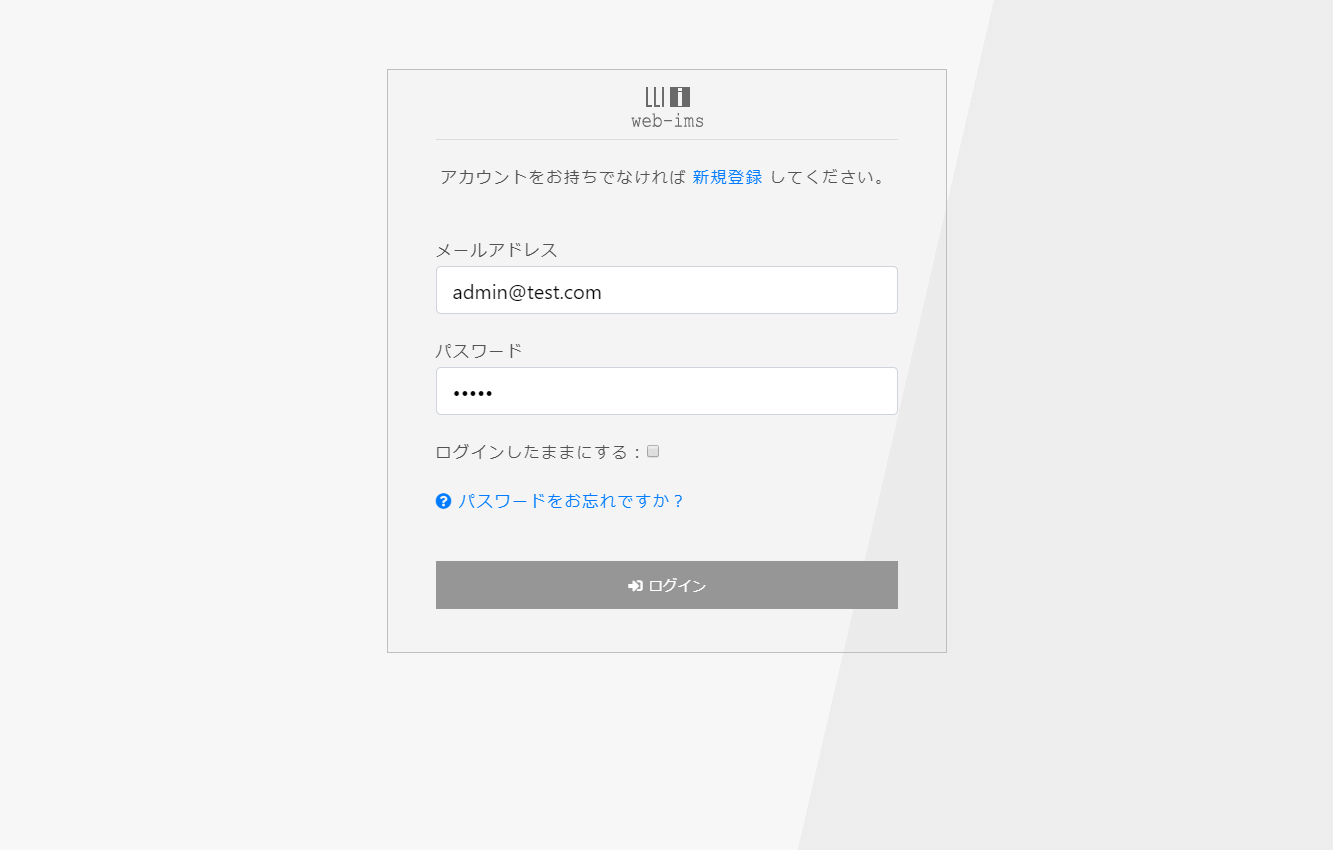 LLI i
web-ims
アカウントをお持ちでなければ 新規登録 してください。
メールアドレス
admin@test.com
パスワード
•••••
ログインしたままにする：
パスワードをお忘れですか？
ログイン